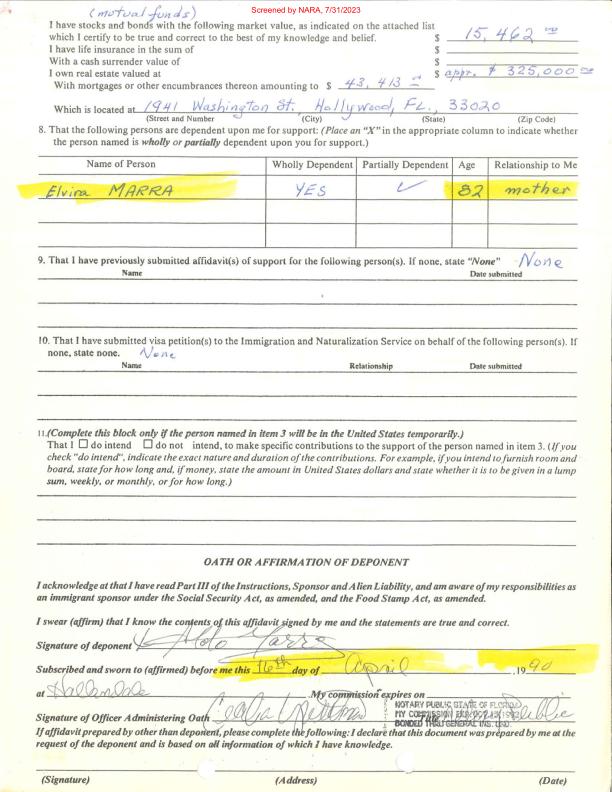 Screened by NARA, 7/31/2023
(mutual funds)
I have stocks and bonds with the following market value, as indicated on the attached list
which I certify to be true and correct to the best of my knowledge and belief. $ 15,462
I have life insurance in the sum of $
With a cash surrender value of $
I own real estate valued at $ appr. $ 325,000
With mortgages or other encumbrances thereon amounting to $ 43,413
Which is located at 1941 Washington St., Hollywood, FL., 33020
(Street and Number) (City) (State) (Zip Code)
8. That the following persons are dependent upon me for support: (Place an "X" in the appropriate column to indicate whether
the person named is wholly or partially dependent upon you for support.)
Name of Person Wholly Dependent Partially Dependent Age Relationship to Me
Elvira MARRA YES ✓ 82 mother
9. That I have previously submitted affidavit(s) of support for the following person(s). If none, state "None" None
Name Date submitted
10. That I have submitted visa petition(s) to the Immigration and Naturalization Service on behalf of the following person(s). If
none, state none. None
Name Relationship Date submitted
11.(Complete this block only if the person named in item 3 will be in the United States temporarily.)
That I ☐ do intend ☐ do not intend, to make specific contributions to the support of the person named in item 3. (If you
check "do intend", indicate the exact nature and duration of the contributions. For example, if you intend to furnish room and
board, state for how long and, if money, state the amount in United States dollars and state whether it is to be given in a lump
sum, weekly, or monthly, or for how long.)
OATH OR AFFIRMATION OF DEPONENT
I acknowledge at that I have read Part III of the Instructions, Sponsor and Alien Liability, and am aware of my responsibilities as
an immigrant sponsor under the Social Security Act, as amended, and the Food Stamp Act, as amended.
I swear (affirm) that I know the contents of this affidavit signed by me and the statements are true and correct.
Signature of deponent Aldo Marra
Subscribed and sworn to (affirmed) before me this 16th day of April ,19 90
at Hallandale My commission expires on
NOTARY PUBLIC STATE OF FLORIDA
MY COMMISSION EXP
BONDED THRU GENERAL INS. UND.
Signature of Officer Administering Oath
If affidavit prepared by other than deponent, please complete the following: I declare that this document was prepared by me at the
request of the deponent and is based on all information of which I have knowledge.
(Signature) (Address) (Date)